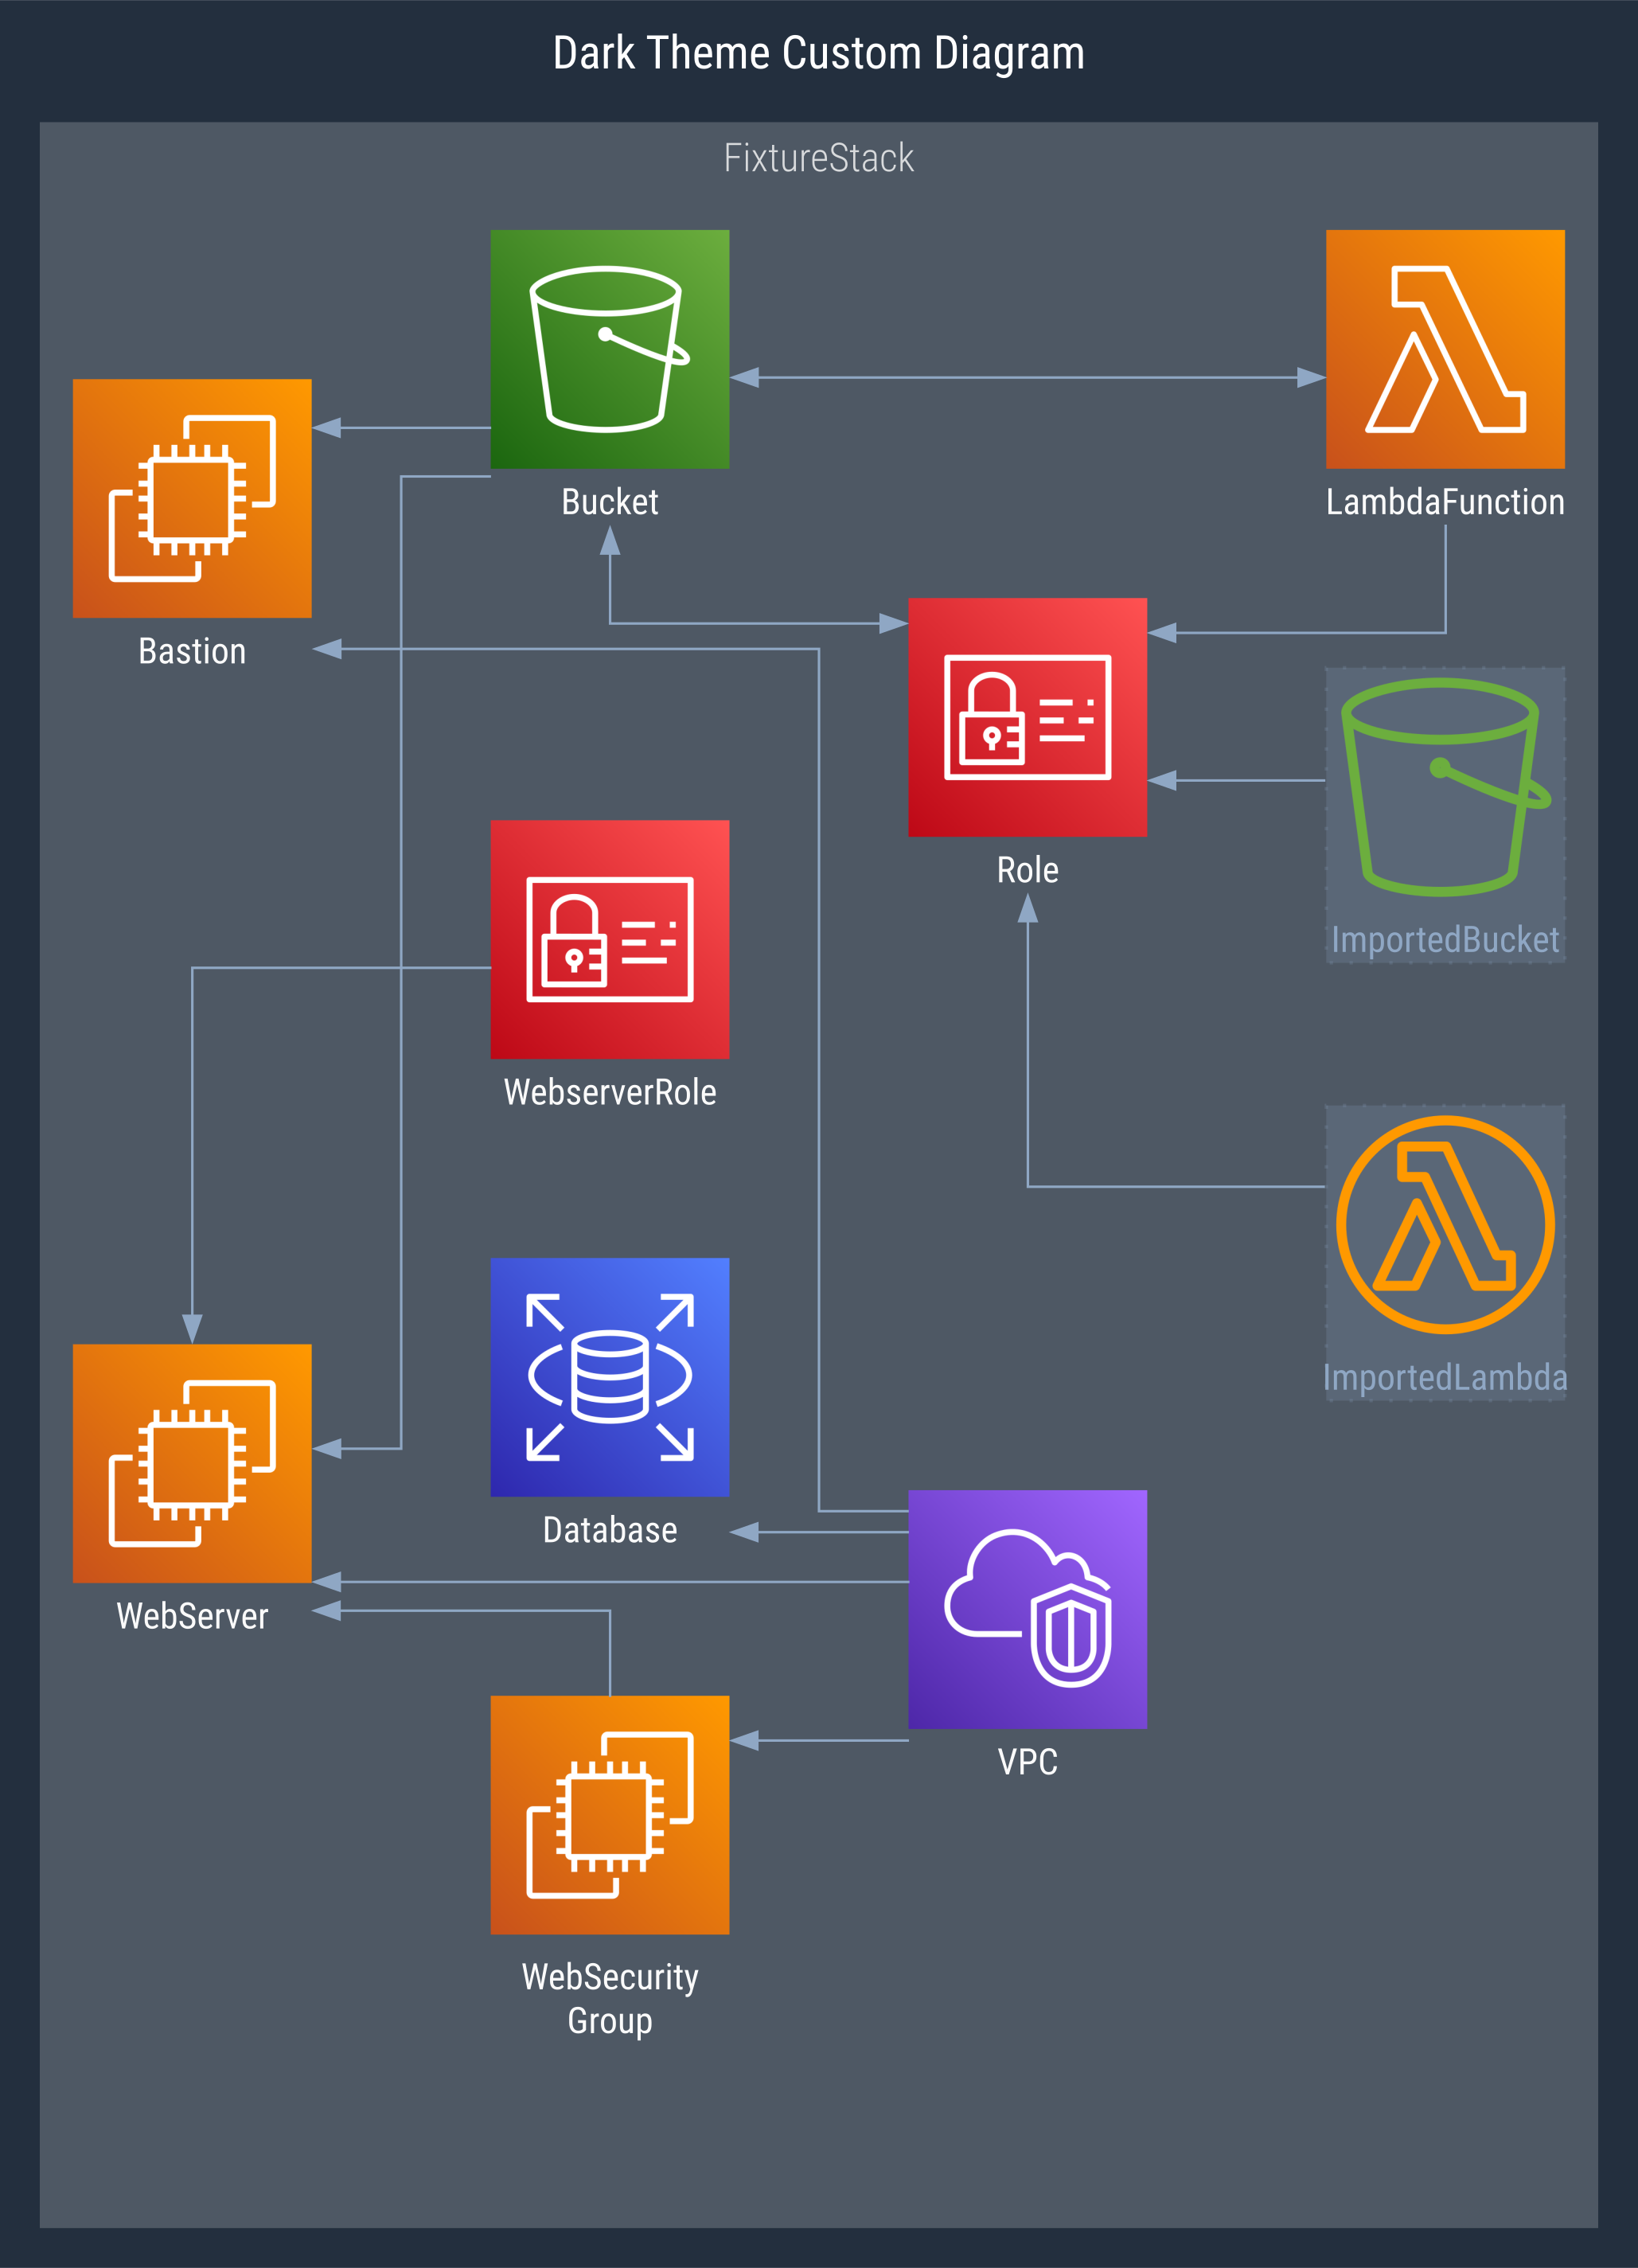 Dark Theme Custom Diagram
FixtureStack
Bucket
LambdaFunction
Bastion
Role
ImportedBucket
WebserverRole
ImportedLambda
Database
WebServer
VPC
WebSecurity
Group